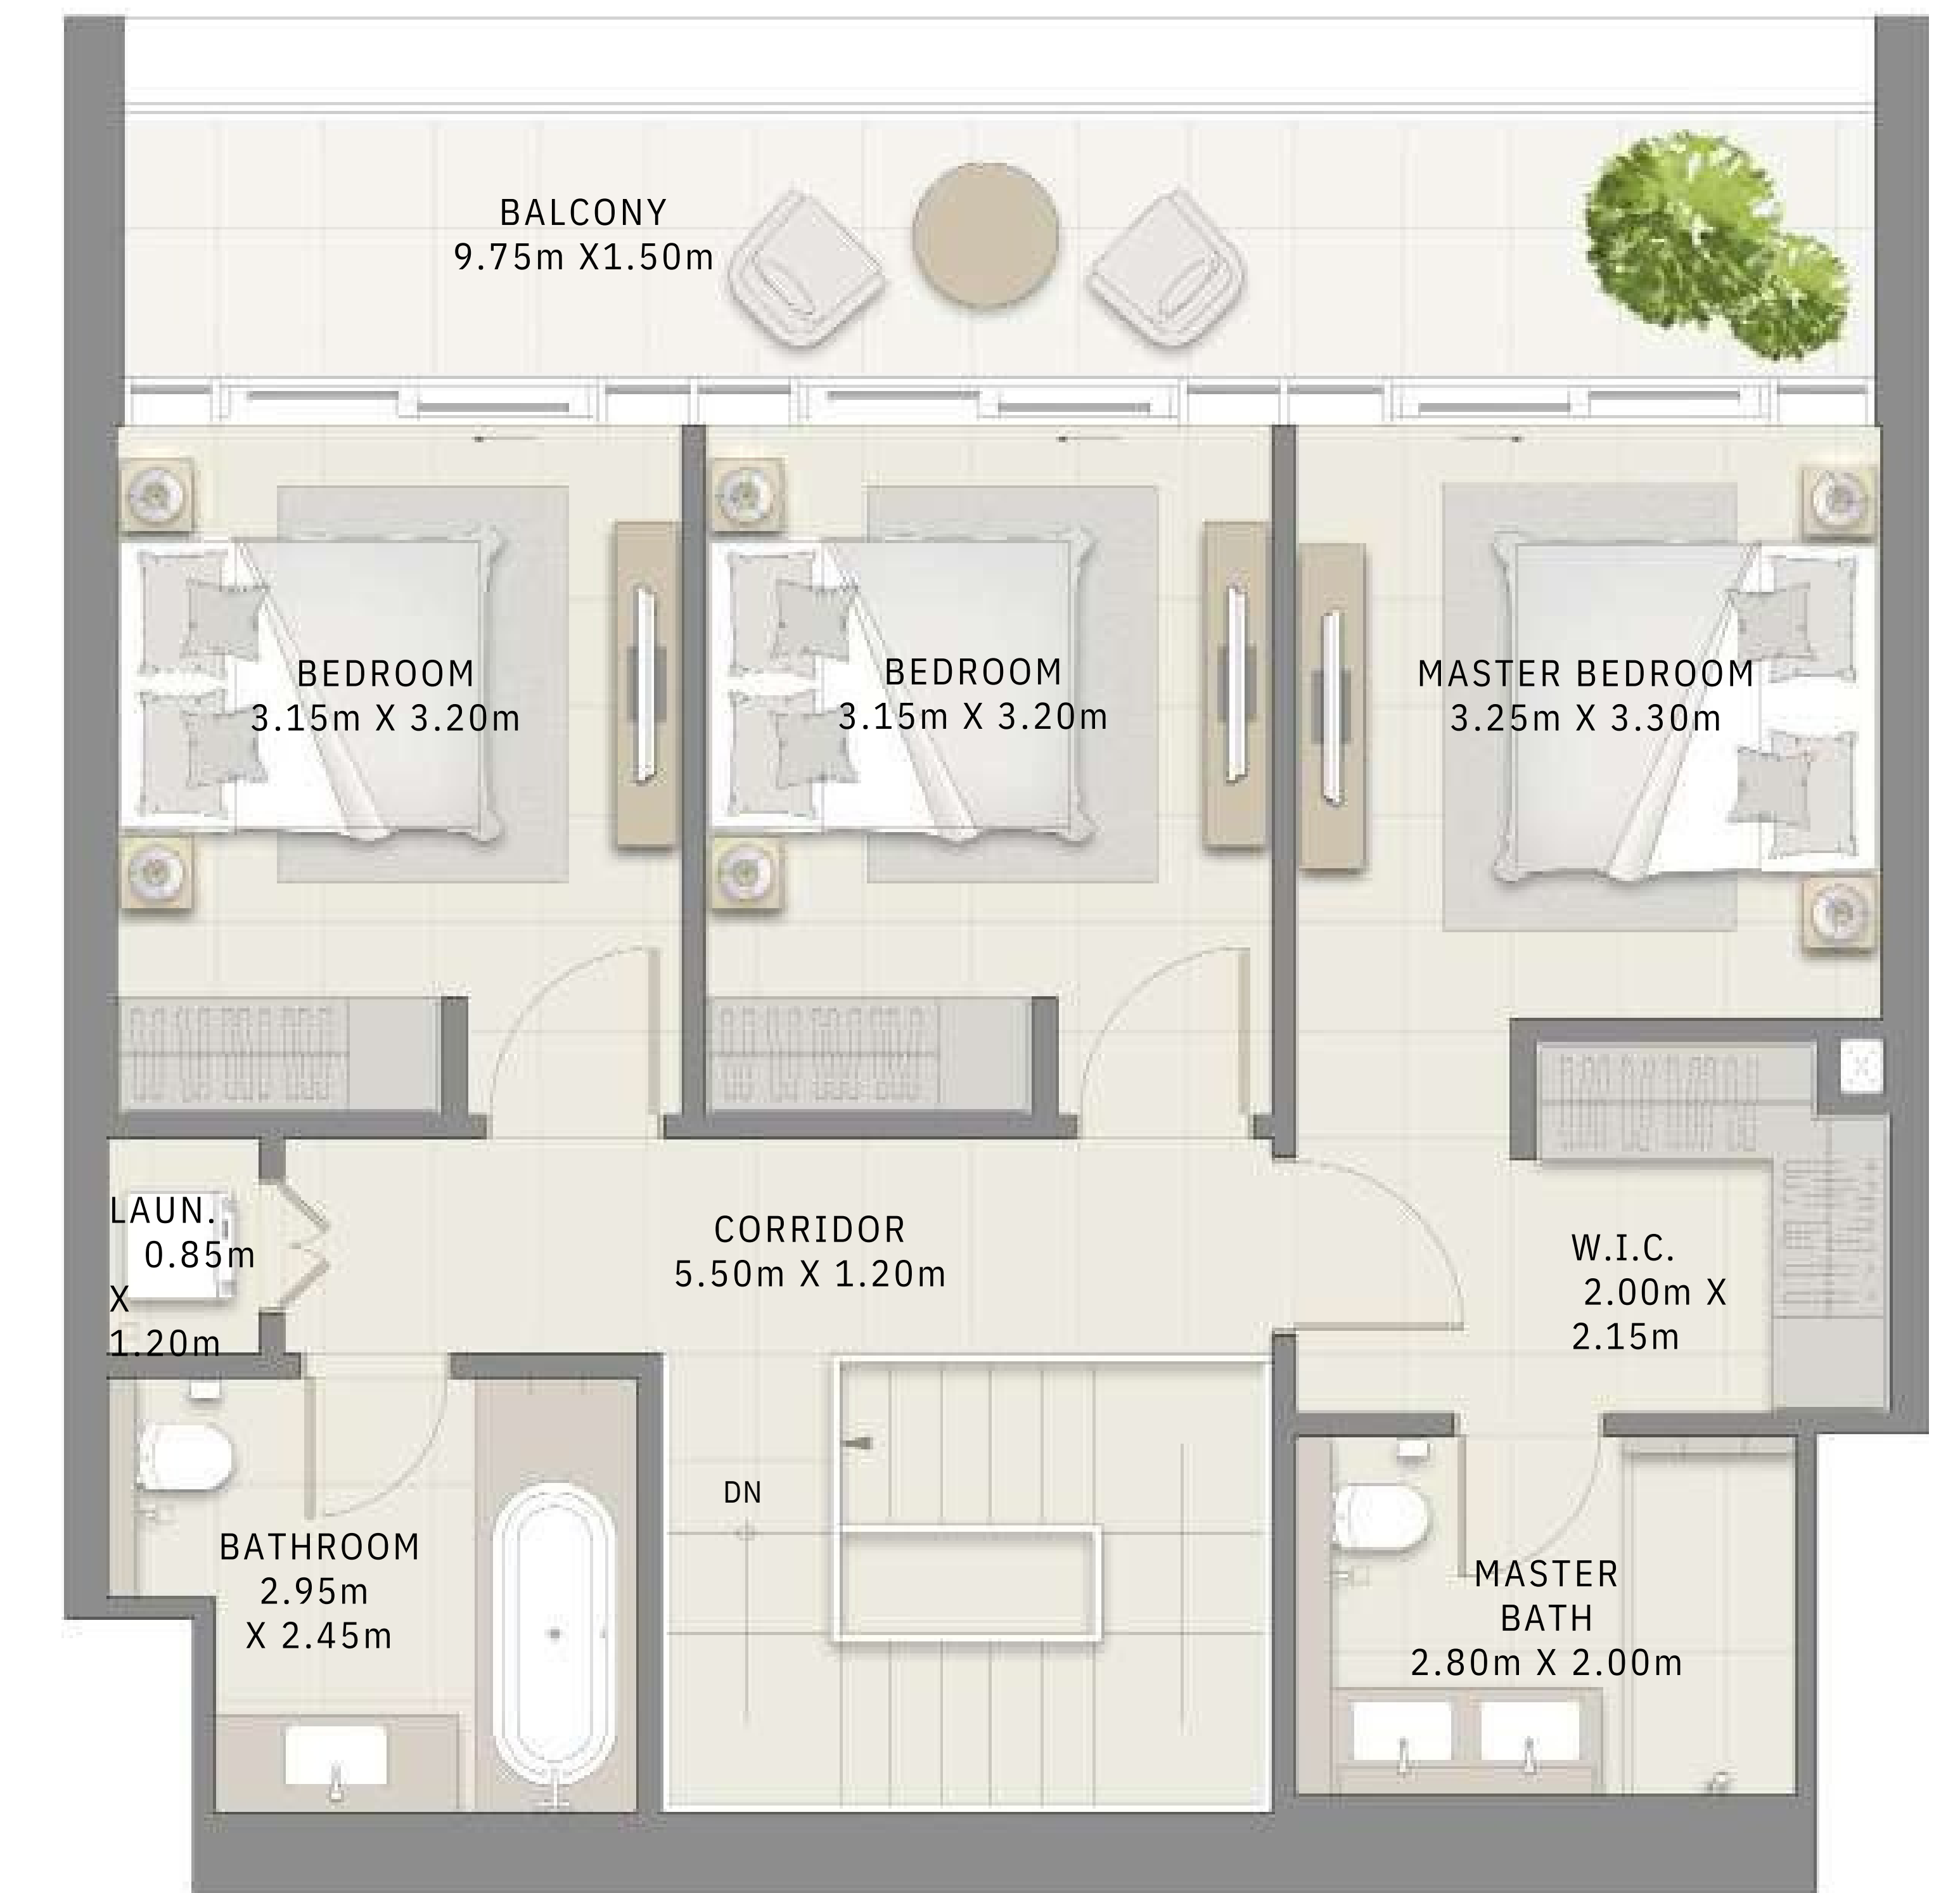 BALCONY
9.75m X1.50m
BEDROOM
3.15m X 3.20m
BEDROOM
3.15m X 3.20m
MASTER BEDROOM
3.25m X 3.30m
LAUN.
0.85m
X
1.20m
CORRIDOR
5.50m X 1.20m
W.I.C.
2.00m X
2.15m
DN
BATHROOM
2.95m
X 2.45m
MASTER
BATH
2.80m X 2.00m